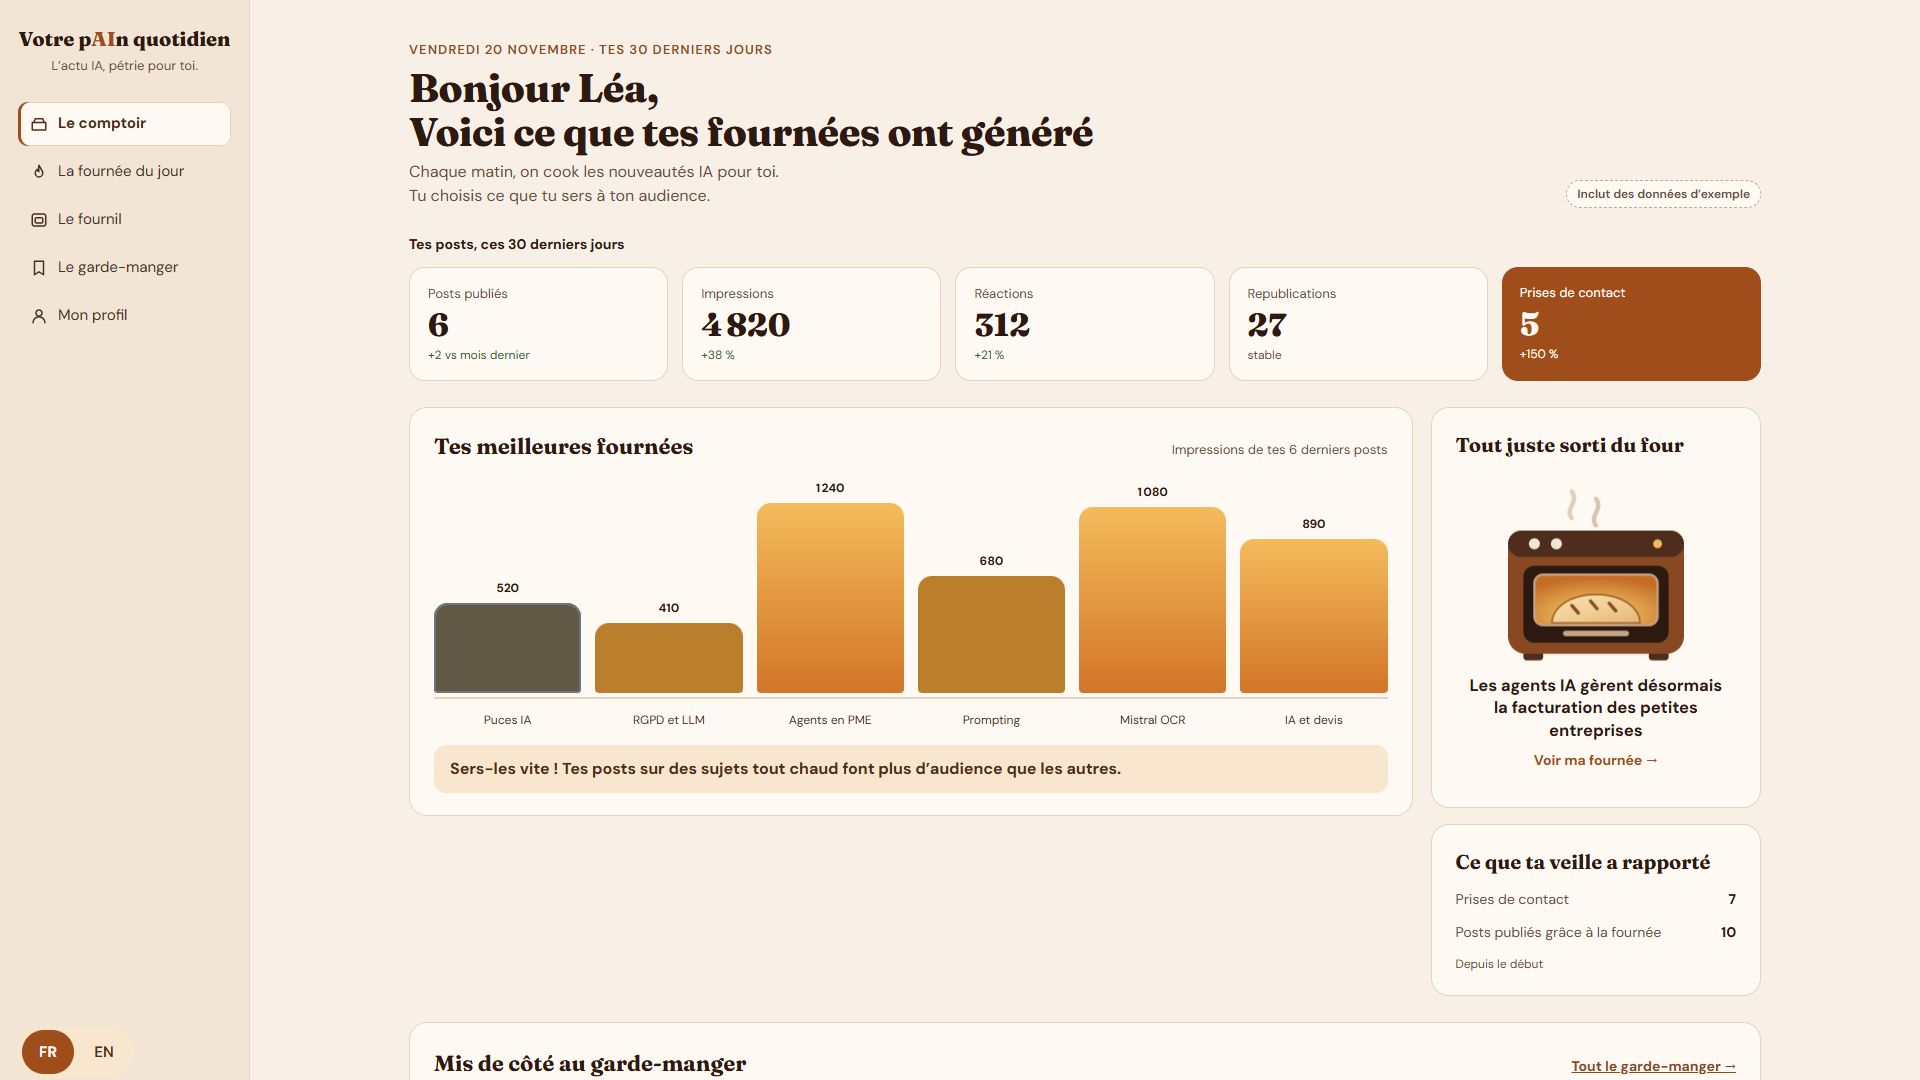 Votre pAIn quotidien
L’actu IA, pétrie pour toi.
Le comptoir
La fournée du jour
Le fournil
Le garde-manger
Mon profil
FR
EN
VENDREDI 20 NOVEMBRE · TES 30 DERNIERS JOURS
Bonjour Léa,
Voici ce que tes fournées ont généré
Chaque matin, on cook les nouveautés IA pour toi.
Tu choisis ce que tu sers à ton audience.
Inclut des données d’exemple
Tes posts, ces 30 derniers jours
Posts publiés
6
+2 vs mois dernier
Impressions
4 820
+38 %
Réactions
312
+21 %
Republications
27
stable
Prises de contact
5
+150 %
Tes meilleures fournées
Impressions de tes 6 derniers posts
520
410
1 240
680
1 080
890
Puces IA
RGPD et LLM
Agents en PME
Prompting
Mistral OCR
IA et devis
Sers-les vite ! Tes posts sur des sujets tout chaud font plus d’audience que les autres.
Tout juste sorti du four
Les agents IA gèrent désormais
la facturation des petites
entreprises
Voir ma fournée →
Ce que ta veille a rapporté
Prises de contact 7
Posts publiés grâce à la fournée 10
Depuis le début
Mis de côté au garde-manger
Tout le garde-manger →